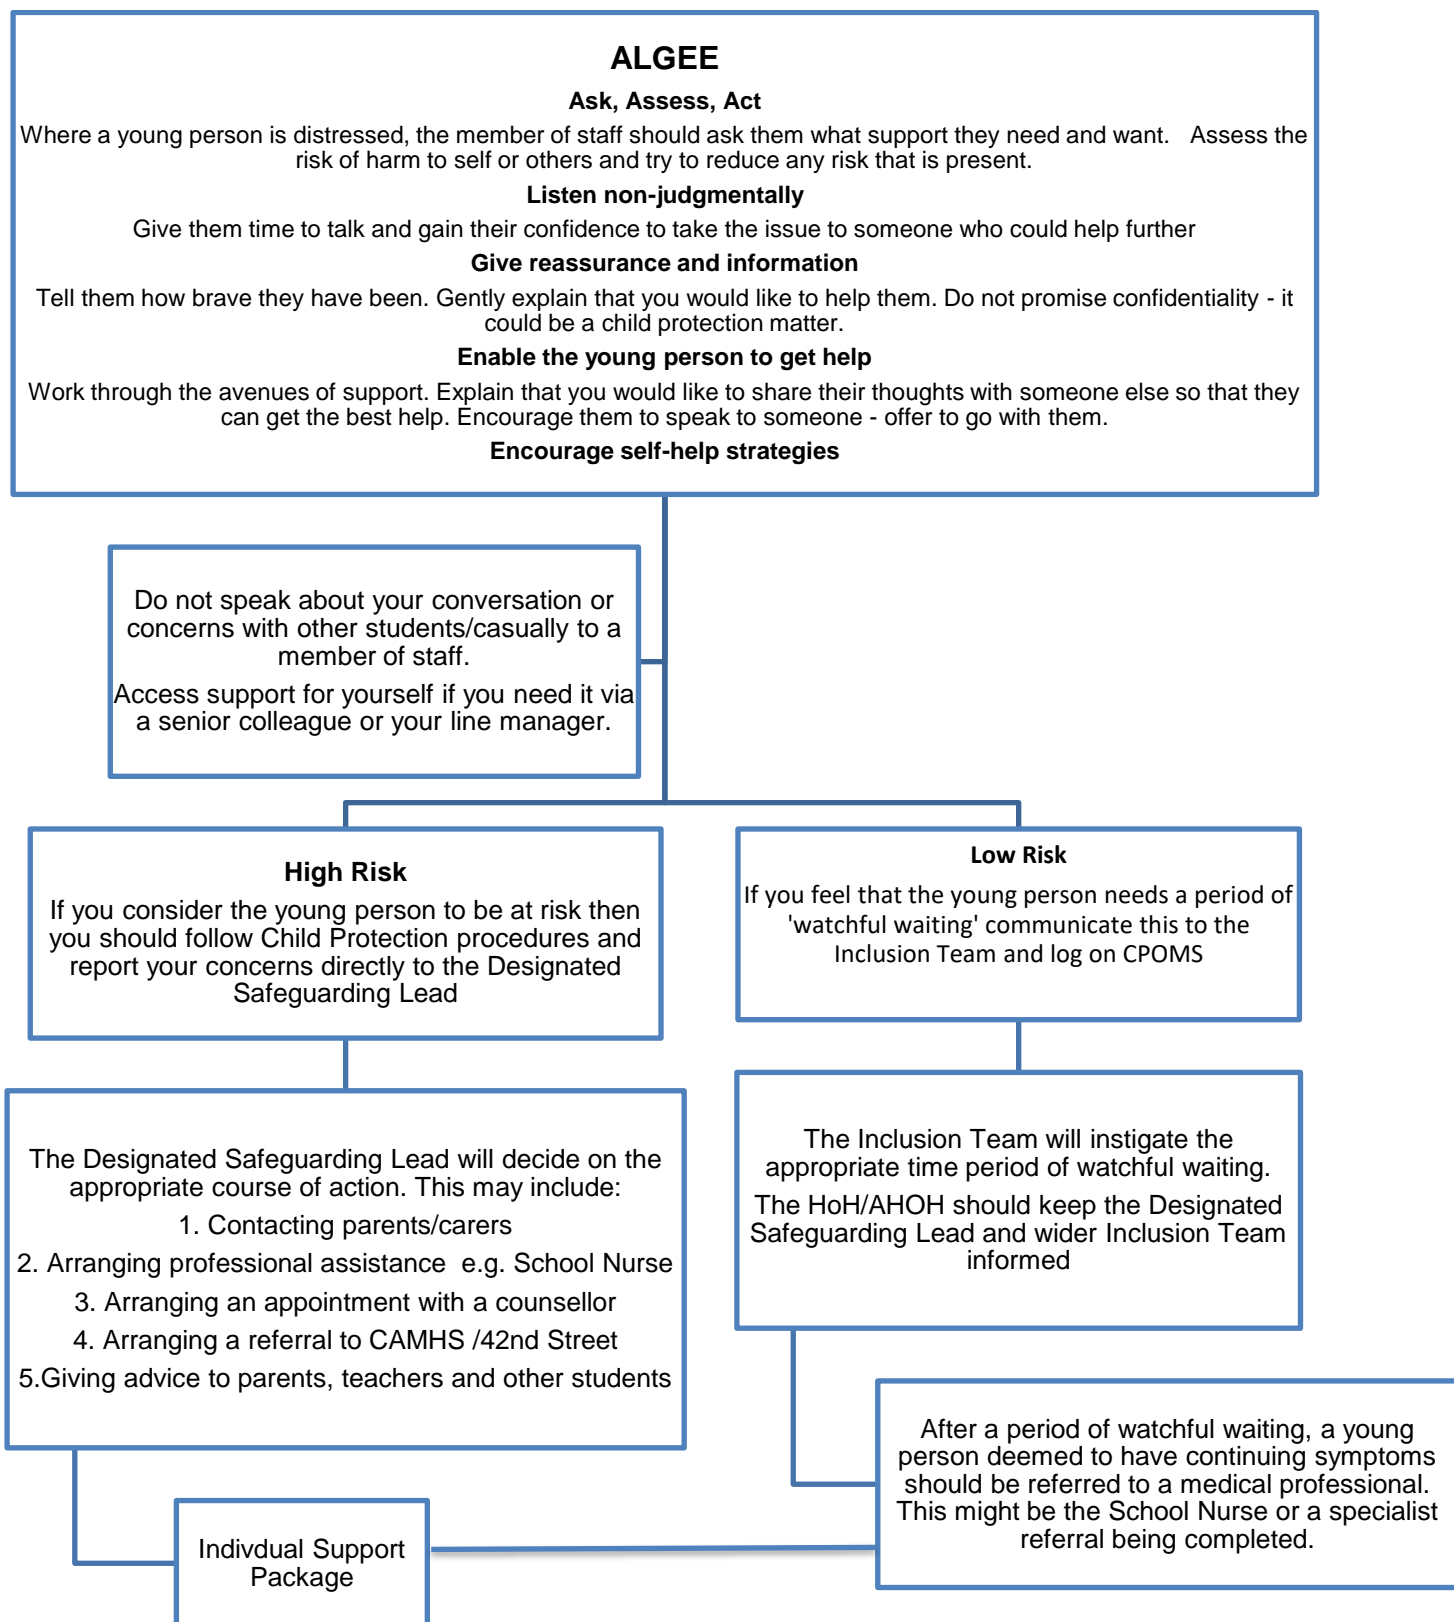 ALGEE
Ask, Assess, Act
Where a young person is distressed, the member of staff should ask them what support they need and want.   Assess the
risk of harm to self or others and try to reduce any risk that is present.
Listen non-judgmentally
Give them time to talk and gain their confidence to take the issue to someone who could help further
Give reassurance and information
Tell them how brave they have been. Gently explain that you would like to help them. Do not promise confidentiality - it
could be a child protection matter.
Enable the young person to get help
Work through the avenues of support. Explain that you would like to share their thoughts with someone else so that they
can get the best help. Encourage them to speak to someone - offer to go with them.
Encourage self-help strategies
Do not speak about your conversation or
concerns with other students/casually to a
member of staff.
Access support for yourself if you need it via
a senior colleague or your line manager.
High Risk
If you consider the young person to be at risk then
you should follow Child Protection procedures and
report your concerns directly to the Designated
Safeguarding Lead
Low Risk
If you feel that the young person needs a period of
'watchful waiting' communicate this to the
Inclusion Team and log on CPOMS
The Designated Safeguarding Lead will decide on the
appropriate course of action. This may include:
1. Contacting parents/carers
2. Arranging professional assistance  e.g. School Nurse
3. Arranging an appointment with a counsellor
4. Arranging a referral to CAMHS /42nd Street
5.Giving advice to parents, teachers and other students
The Inclusion Team will instigate the
appropriate time period of watchful waiting.
The HoH/AHOH should keep the Designated
Safeguarding Lead and wider Inclusion Team
informed
After a period of watchful waiting, a young
person deemed to have continuing symptoms
should be referred to a medical professional.
This might be the School Nurse or a specialist
referral being completed.
Indivdual Support
Package